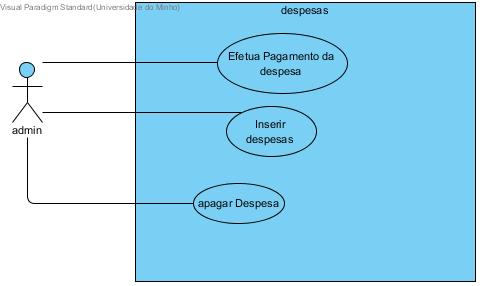 Visual Paradigm Standard(Universidade do Minho)
despesas
Efetua Pagamento da
despesa
admin
Inserir
despesas
apagar Despesa